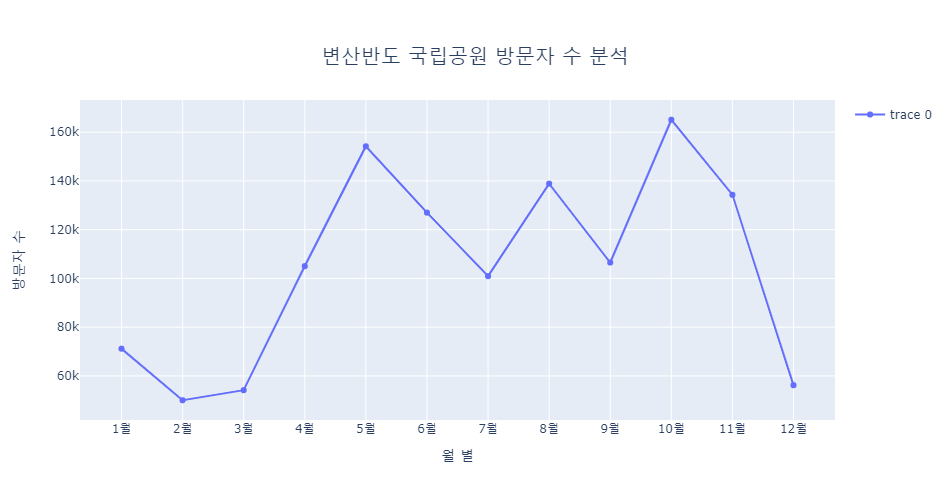 변산반도 국립공원 방문자 수 분석
trace 0
방문자 수
160k
140k
120k
100k
80k
60k
1월 2월 3월 4월 5월 6월 7월 8월 9월 10월 11월 12월
월 별